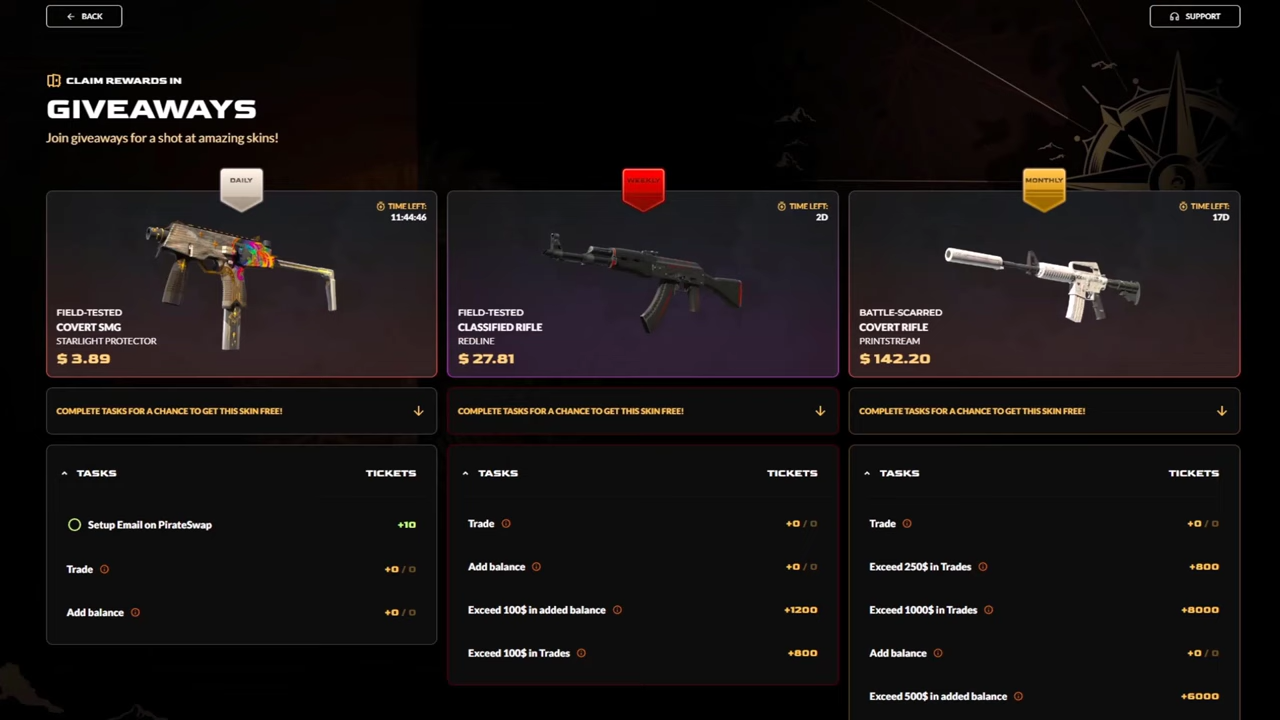 BACK
SUPPORT
CLAIM REWARDS IN
GIVEAWAYS
Join giveaways for a shot at amazing skins!
DAILY
TIME LEFT:
11:44:46
FIELD-TESTED
COVERT SMG
STARLIGHT PROTECTOR
$ 3.89
WEEKLY
TIME LEFT:
2D
FIELD-TESTED
CLASSIFIED RIFLE
REDLINE
$ 27.81
MONTHLY
TIME LEFT:
17D
BATTLE-SCARRED
COVERT RIFLE
PRINTSTREAM
$ 142.20
COMPLETE TASKS FOR A CHANCE TO GET THIS SKIN FREE!
COMPLETE TASKS FOR A CHANCE TO GET THIS SKIN FREE!
COMPLETE TASKS FOR A CHANCE TO GET THIS SKIN FREE!
TASKS TICKETS
Setup Email on PirateSwap +10
Trade +0 / 0
Add balance +0 / 0
TASKS TICKETS
Trade +0 / 0
Add balance +0 / 0
Exceed 100$ in added balance +1200
Exceed 100$ in Trades +800
TASKS TICKETS
Trade +0 / 0
Exceed 250$ in Trades +800
Exceed 1000$ in Trades +8000
Add balance +0 / 0
Exceed 500$ in added balance +6000